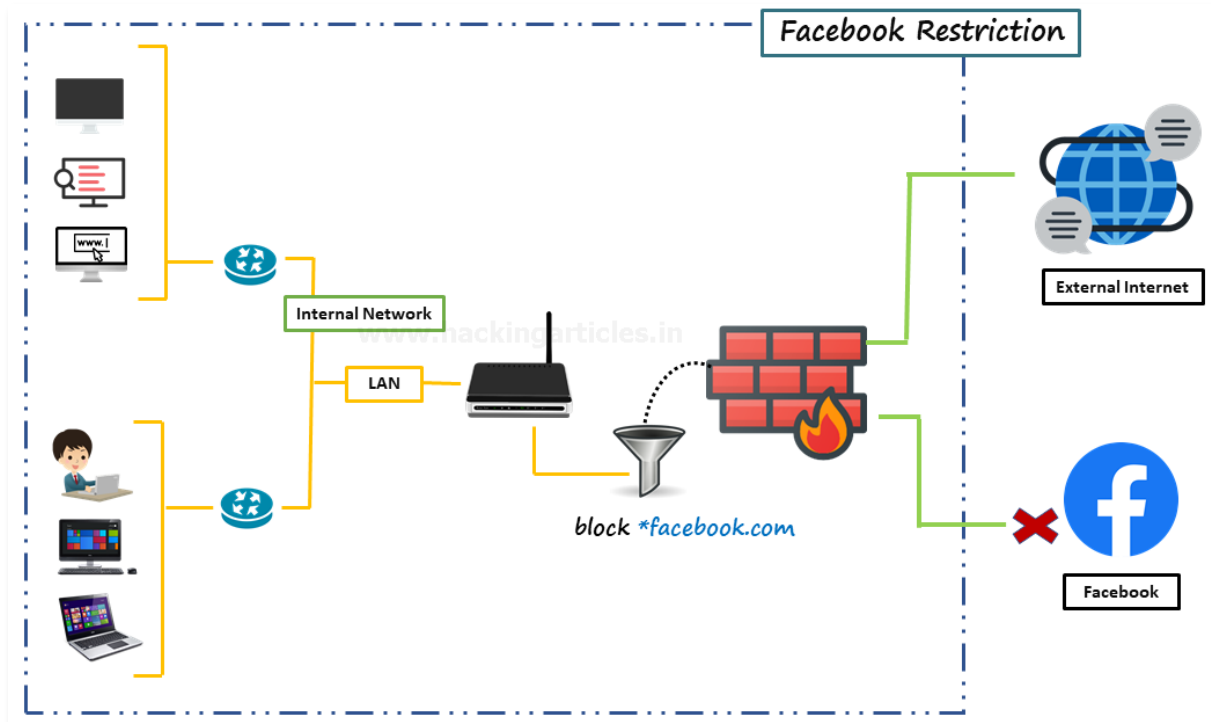 Facebook Restriction
www. |
External Internet
Internal Network
www.hackingarticles.in
LAN
block *facebook.com
Facebook